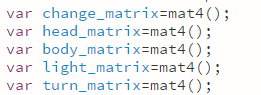 var change_matrix=mat4();
var head_matrix=mat4();
var body_matrix=mat4();
var light_matrix=mat4();
var turn_matrix=mat4();